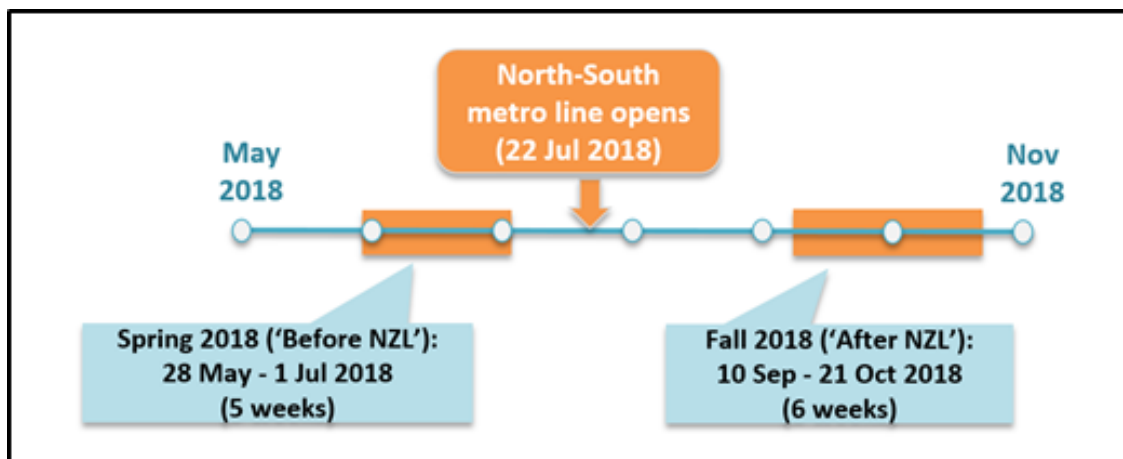 North-South
metro line opens
(22 Jul 2018)
May
2018
Nov
2018
Spring 2018 (‘Before NZL’):
28 May - 1 Jul 2018
(5 weeks)
Fall 2018 (‘After NZL’):
10 Sep - 21 Oct 2018
(6 weeks)